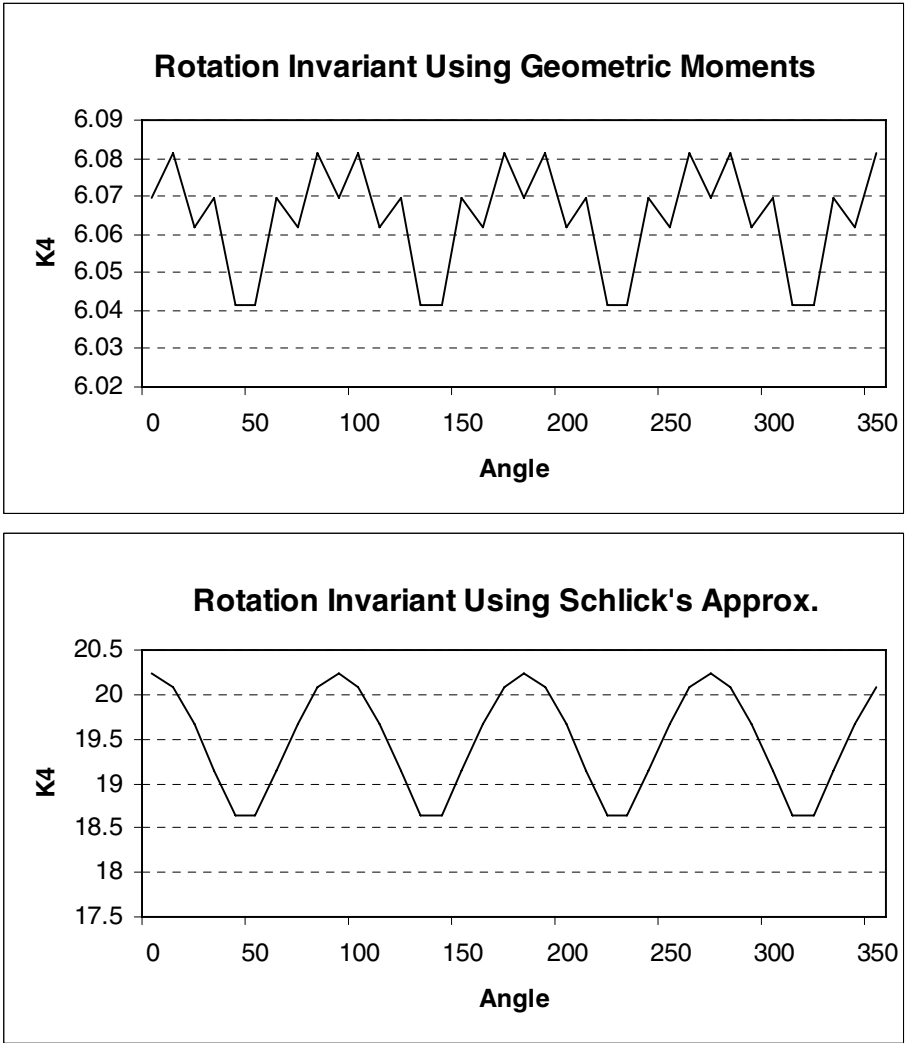 Rotation Invariant Using Geometric Moments
6.09
6.08
6.07
6.06
6.05
6.04
6.03
6.02
K4
0 50 100 150 200 250 300 350
Angle
Rotation Invariant Using Schlick's Approx.
20.5
20
19.5
19
18.5
18
17.5
K4
0 50 100 150 200 250 300 350
Angle